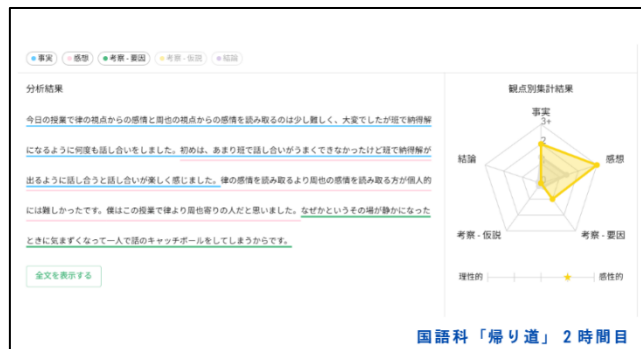 事実 感想 考察 - 要因 考察 - 仮説 結論
分析結果
今日の授業で律の視点からの感情と周也の視点からの感情を読み取るのは少し難しく、大変でしたが班で納得解
になるように何度も話し合いをしました。初めは、あまり班で話し合いがうまくできなかったけど班で納得解が
出るように話し合うと話し合いが楽しく感じました。律の感情を読み取るより周也の感情を読み取る方が個人的
には難しかったです。僕はこの授業で律より周也寄りの人だと思いました。なぜかというその場が静かになった
ときに気まずくなって一人で話のキャッチボールをしてしまうからです。
全文を表示する
観点別集計結果
事実
3+
2
結論
感想
考察 - 仮説
考察 - 要因
理性的
感性的
国語科「帰り道」2時間目